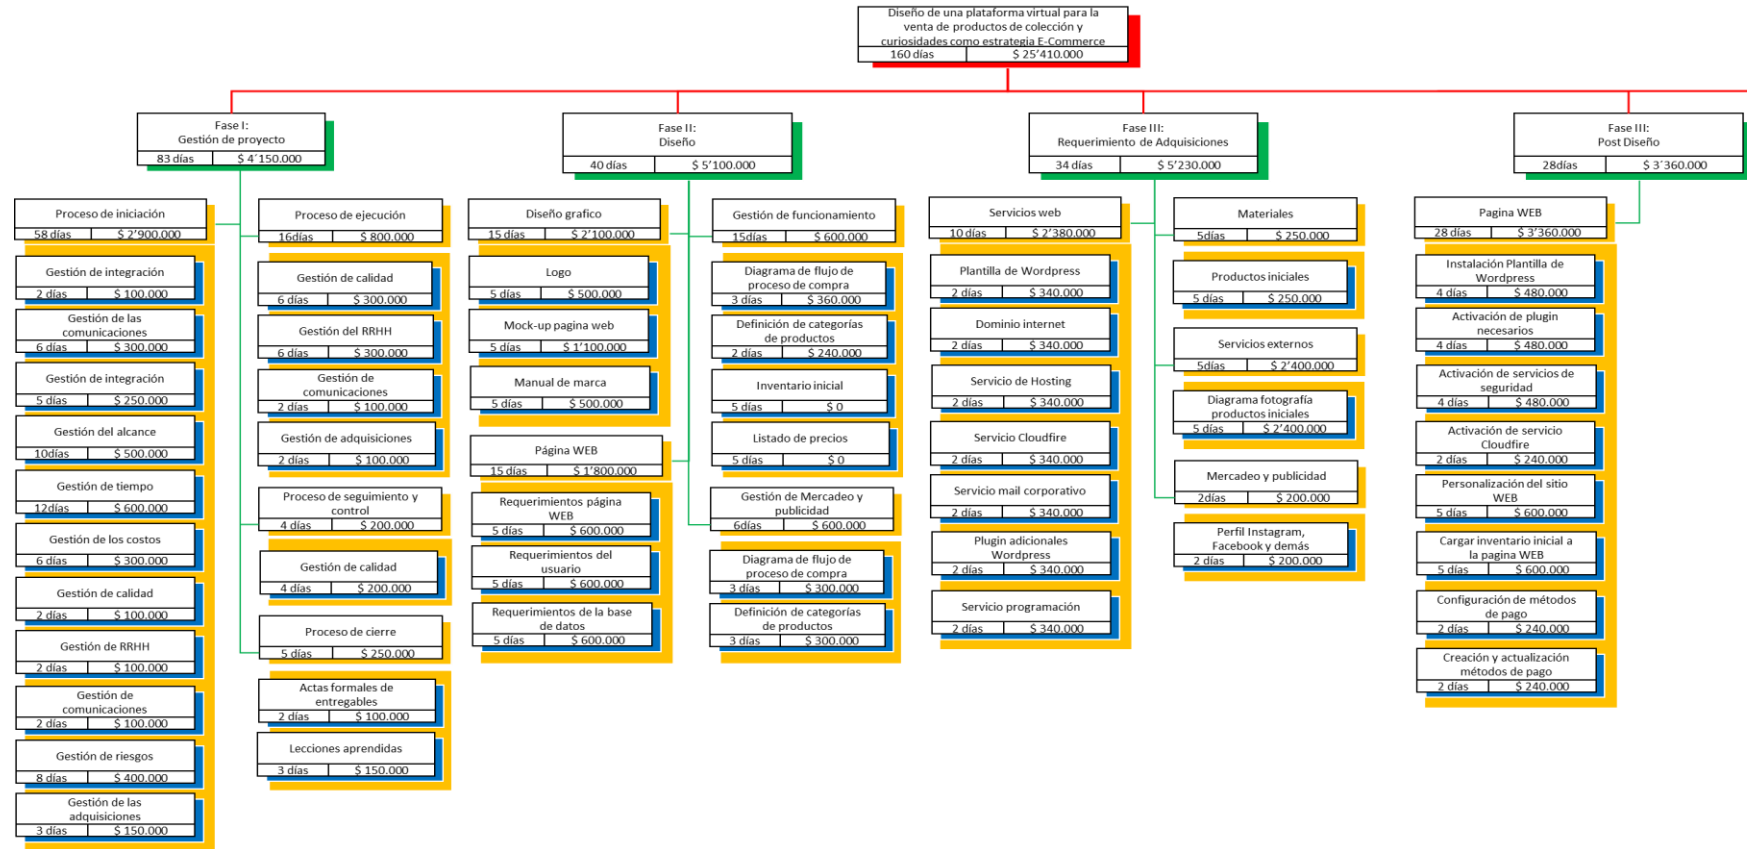 Diseño de una plataforma virtual para la
venta de productos de colección y
curiosidades como estrategia E-Commerce
160 días $ 25’410.000
Fase I:
Gestión de proyecto
83 días $ 4´150.000
Proceso de iniciación
58 días $ 2’900.000
Gestión de integración
2 días $ 100.000
Gestión de las
comunicaciones
6 días $ 300.000
Gestión de integración
5 días $ 250.000
Gestión del alcance
10días $ 500.000
Gestión de tiempo
12días $ 600.000
Gestión de los costos
6 días $ 300.000
Gestión de calidad
2 días $ 100.000
Gestión de RRHH
2 días $ 100.000
Gestión de
comunicaciones
2 días $ 100.000
Gestión de riesgos
8 días $ 400.000
Gestión de las
adquisiciones
3 días $ 150.000
Proceso de ejecución
16días $ 800.000
Gestión de calidad
6 días $ 300.000
Gestión del RRHH
6 días $ 300.000
Gestión de
comunicaciones
2 días $ 100.000
Gestión de adquisiciones
2 días $ 100.000
Proceso de seguimiento y
control
4 días $ 200.000
Gestión de calidad
4 días $ 200.000
Proceso de cierre
5 días $ 250.000
Actas formales de
entregables
2 días $ 100.000
Lecciones aprendidas
3 días $ 150.000
Fase II:
Diseño
40 días $ 5’100.000
Diseño grafico
15 días $ 2’100.000
Logo
5 días $ 500.000
Mock-up pagina web
5 días $ 1’100.000
Manual de marca
5 días $ 500.000
Página WEB
15 días $ 1’800.000
Requerimientos página
WEB
5 días $ 600.000
Requerimientos del
usuario
5 días $ 600.000
Requerimientos de la base
de datos
5 días $ 600.000
Gestión de funcionamiento
15días $ 600.000
Diagrama de flujo de
proceso de compra
3 días $ 360.000
Definición de categorías
de productos
2 días $ 240.000
Inventario inicial
5 días $ 0
Listado de precios
5 días $ 0
Gestión de Mercadeo y
publicidad
6días $ 600.000
Diagrama de flujo de
proceso de compra
3 días $ 300.000
Definición de categorías
de productos
3 días $ 300.000
Fase III:
Requerimiento de Adquisiciones
34 días $ 5’230.000
Servicios web
10 días $ 2’380.000
Plantilla de Wordpress
2 días $ 340.000
Dominio internet
2 días $ 340.000
Servicio de Hosting
2 días $ 340.000
Servicio Cloudfire
2 días $ 340.000
Servicio mail corporativo
2 días $ 340.000
Plugin adicionales
Wordpress
2 días $ 340.000
Servicio programación
2 días $ 340.000
Materiales
5días $ 250.000
Productos iniciales
5 días $ 250.000
Servicios externos
5días $ 2’400.000
Diagrama fotografía
productos iniciales
5 días $ 2’400.000
Mercadeo y publicidad
2días $ 200.000
Perfil Instagram,
Facebook y demás
2 días $ 200.000
Fase III:
Post Diseño
28días $ 3´360.000
Pagina WEB
28 días $ 3’360.000
Instalación Plantilla de
Wordpress
4 días $ 480.000
Activación de plugin
necesarios
4 días $ 480.000
Activación de servicios de
seguridad
4 días $ 480.000
Activación de servicio
Cloudfire
2 días $ 240.000
Personalización del sitio
WEB
5 días $ 600.000
Cargar inventario inicial a
la pagina WEB
5 días $ 600.000
Configuración de métodos
de pago
2 días $ 240.000
Creación y actualización
métodos de pago
2 días $ 240.000